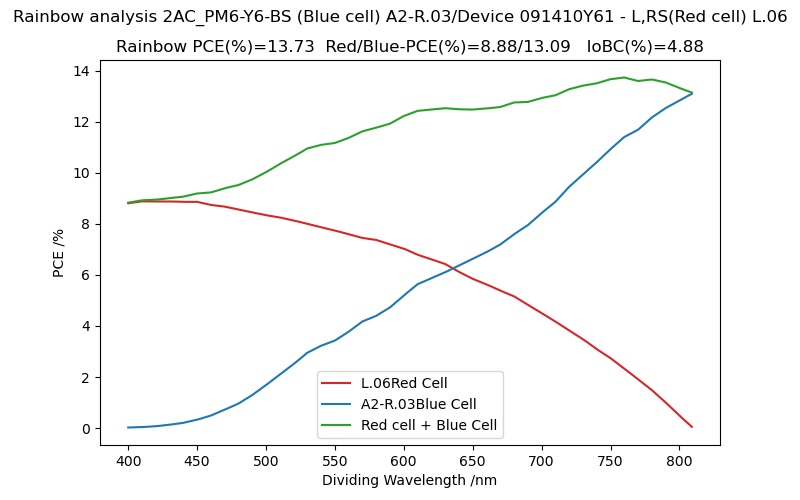 Rainbow analysis 2AC_PM6-Y6-BS (Blue cell) A2-R.03/Device 091410Y61 - L,RS(Red cell) L.06
Rainbow PCE(%)=13.73  Red/Blue-PCE(%)=8.88/13.09   IoBC(%)=4.88
14
12
10
8
6
4
2
0
PCE /%
L.06Red Cell
A2-R.03Blue Cell
Red cell + Blue Cell
400 450 500 550 600 650 700 750 800
Dividing Wavelength /nm